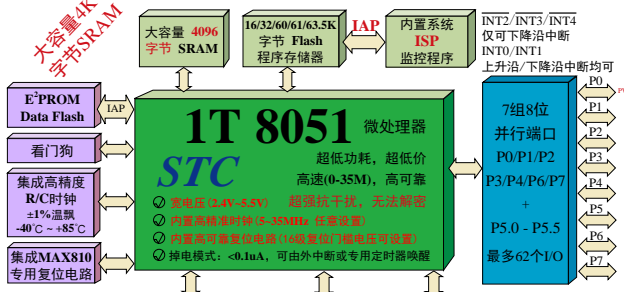 大容量4K
字节SRAM
大容量 4096
字节 SRAM
16/32/60/61/63.5K
字节 Flash
程序存储器
IAP
内置系统
ISP
监控程序
INT2/INT3/INT4
仅可下降沿中断
INT0/INT1
上升沿/下降沿中断均可
E²PROM
Data Flash
IAP
看门狗
集成高精度
R/C时钟
±1%温飘
-40℃ ~ +85℃
集成MAX810
专用复位电路
1T 8051 微处理器
STC
超低功耗，超低价
高速(0-35M)，高可靠
宽电压(2.4V~5.5V) 超强抗干扰，无法解密
内置高精准时钟(5~35MHz 任意设置)
内置高可靠复位电路(16级复位门槛电压可设置)
掉电模式：<0.1uA，可由外中断或专用定时器唤醒
7组8位
并行端口
P0/P1/P2
P3/P4/P6/P7
+
P5.0 - P5.5
最多62个I/O
P0
P1
P2
P3
P4
P5
P6
P7